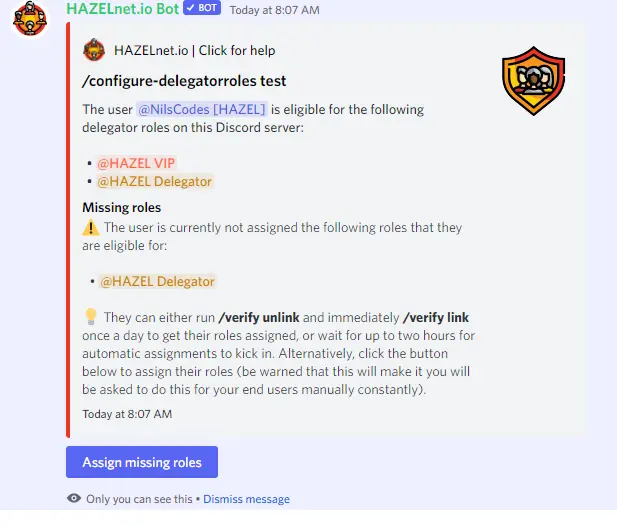 HAZELnet.io Bot ✓ BOT Today at 8:07 AM
HAZELnet.io | Click for help
/configure-delegatorroles test
The user @NilsCodes [HAZEL] is eligible for the following
delegator roles on this Discord server:
• @HAZEL VIP
• @HAZEL Delegator
Missing roles
⚠️ The user is currently not assigned the following roles that they
are eligible for:
• @HAZEL Delegator
💡 They can either run /verify unlink and immediately /verify link
once a day to get their roles assigned, or wait for up to two hours for
automatic assignments to kick in. Alternatively, click the button
below to assign their roles (be warned that this will make it you will
be asked to do this for your end users manually constantly).
Today at 8:07 AM
Assign missing roles
Only you can see this • Dismiss message